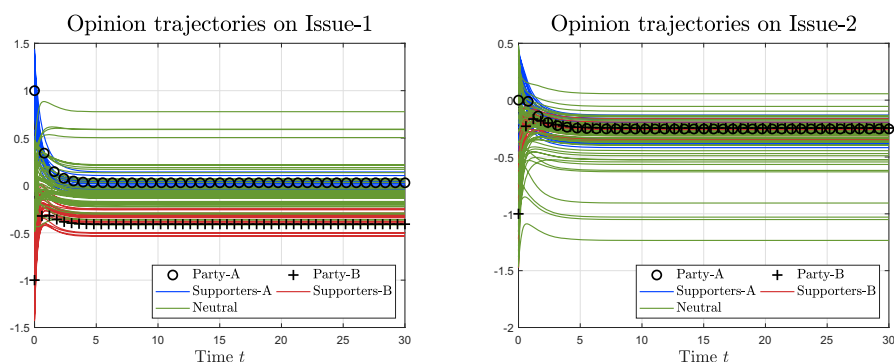 Opinion trajectories on Issue-1
1.5
1
0.5
0
-0.5
-1
-1.5
0 5 10 15 20 25 30
Time t
Party-A Party-B
Supporters-A Supporters-B
Neutral
Opinion trajectories on Issue-2
0.5
0
-0.5
-1
-1.5
-2
0 5 10 15 20 25 30
Time t
Party-A Party-B
Supporters-A Supporters-B
Neutral